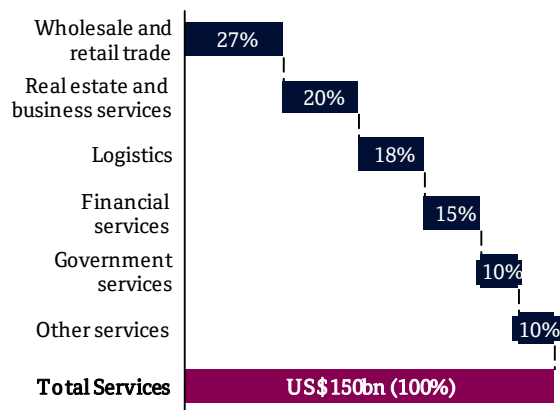 Wholesale and
retail trade
27%
Real estate and
business services
20%
Logistics
18%
Financial
services
15%
Government
services
10%
Other services
10%
Total Services
US$150bn (100%)